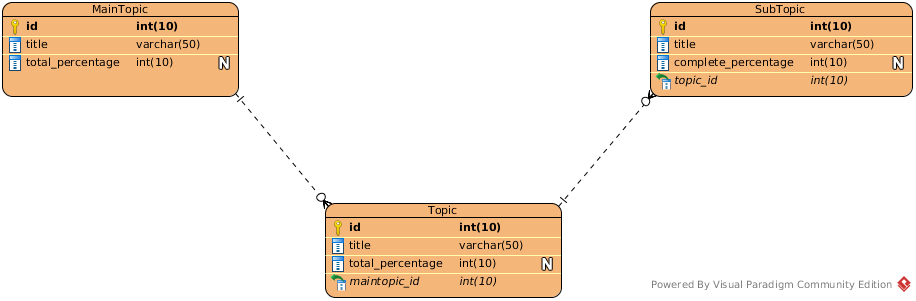 MainTopic
id int(10)
title varchar(50)
total_percentage int(10) N
SubTopic
id int(10)
title varchar(50)
complete_percentage int(10) N
topic_id int(10)
Topic
id int(10)
title varchar(50)
total_percentage int(10) N
maintopic_id int(10)
Powered By Visual Paradigm Community Edition